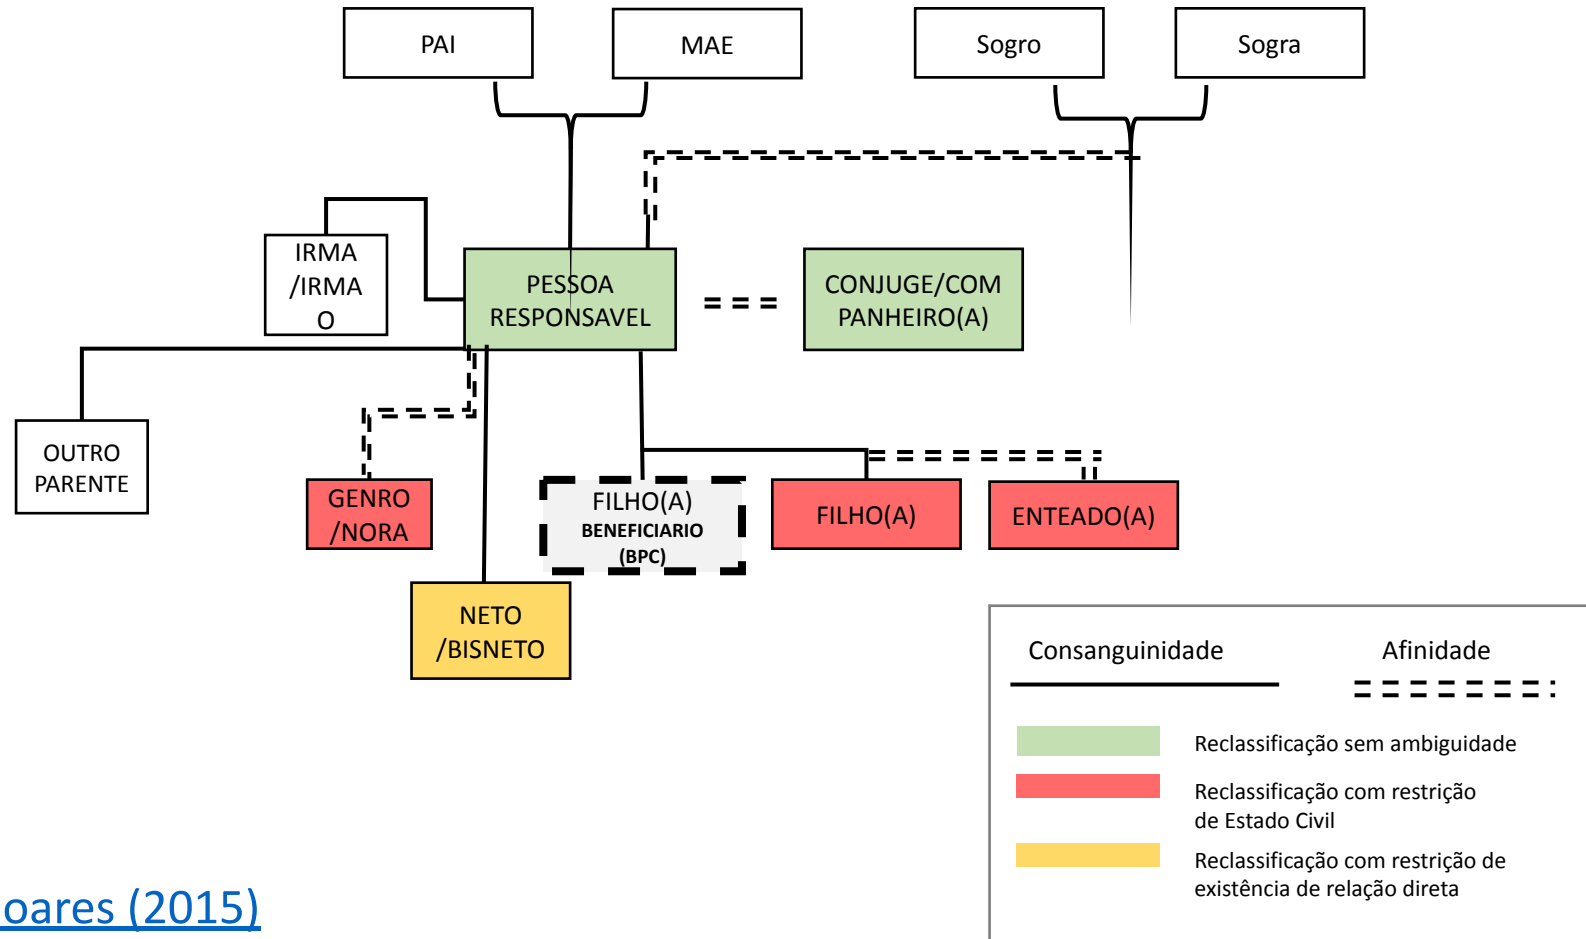 PAI
MAE
Sogro
Sogra
IRMA
/IRMA
O
PESSOA
RESPONSAVEL
CONJUGE/COM
PANHEIRO(A)
OUTRO
PARENTE
GENRO
/NORA
FILHO(A)
BENEFICIARIO
(BPC)
FILHO(A)
ENTEADO(A)
NETO
/BISNETO
Consanguinidade
Afinidade
Reclassificação sem ambiguidade
Reclassificação com restrição
de Estado Civil
Reclassificação com restrição de
existência de relação direta
oares (2015)